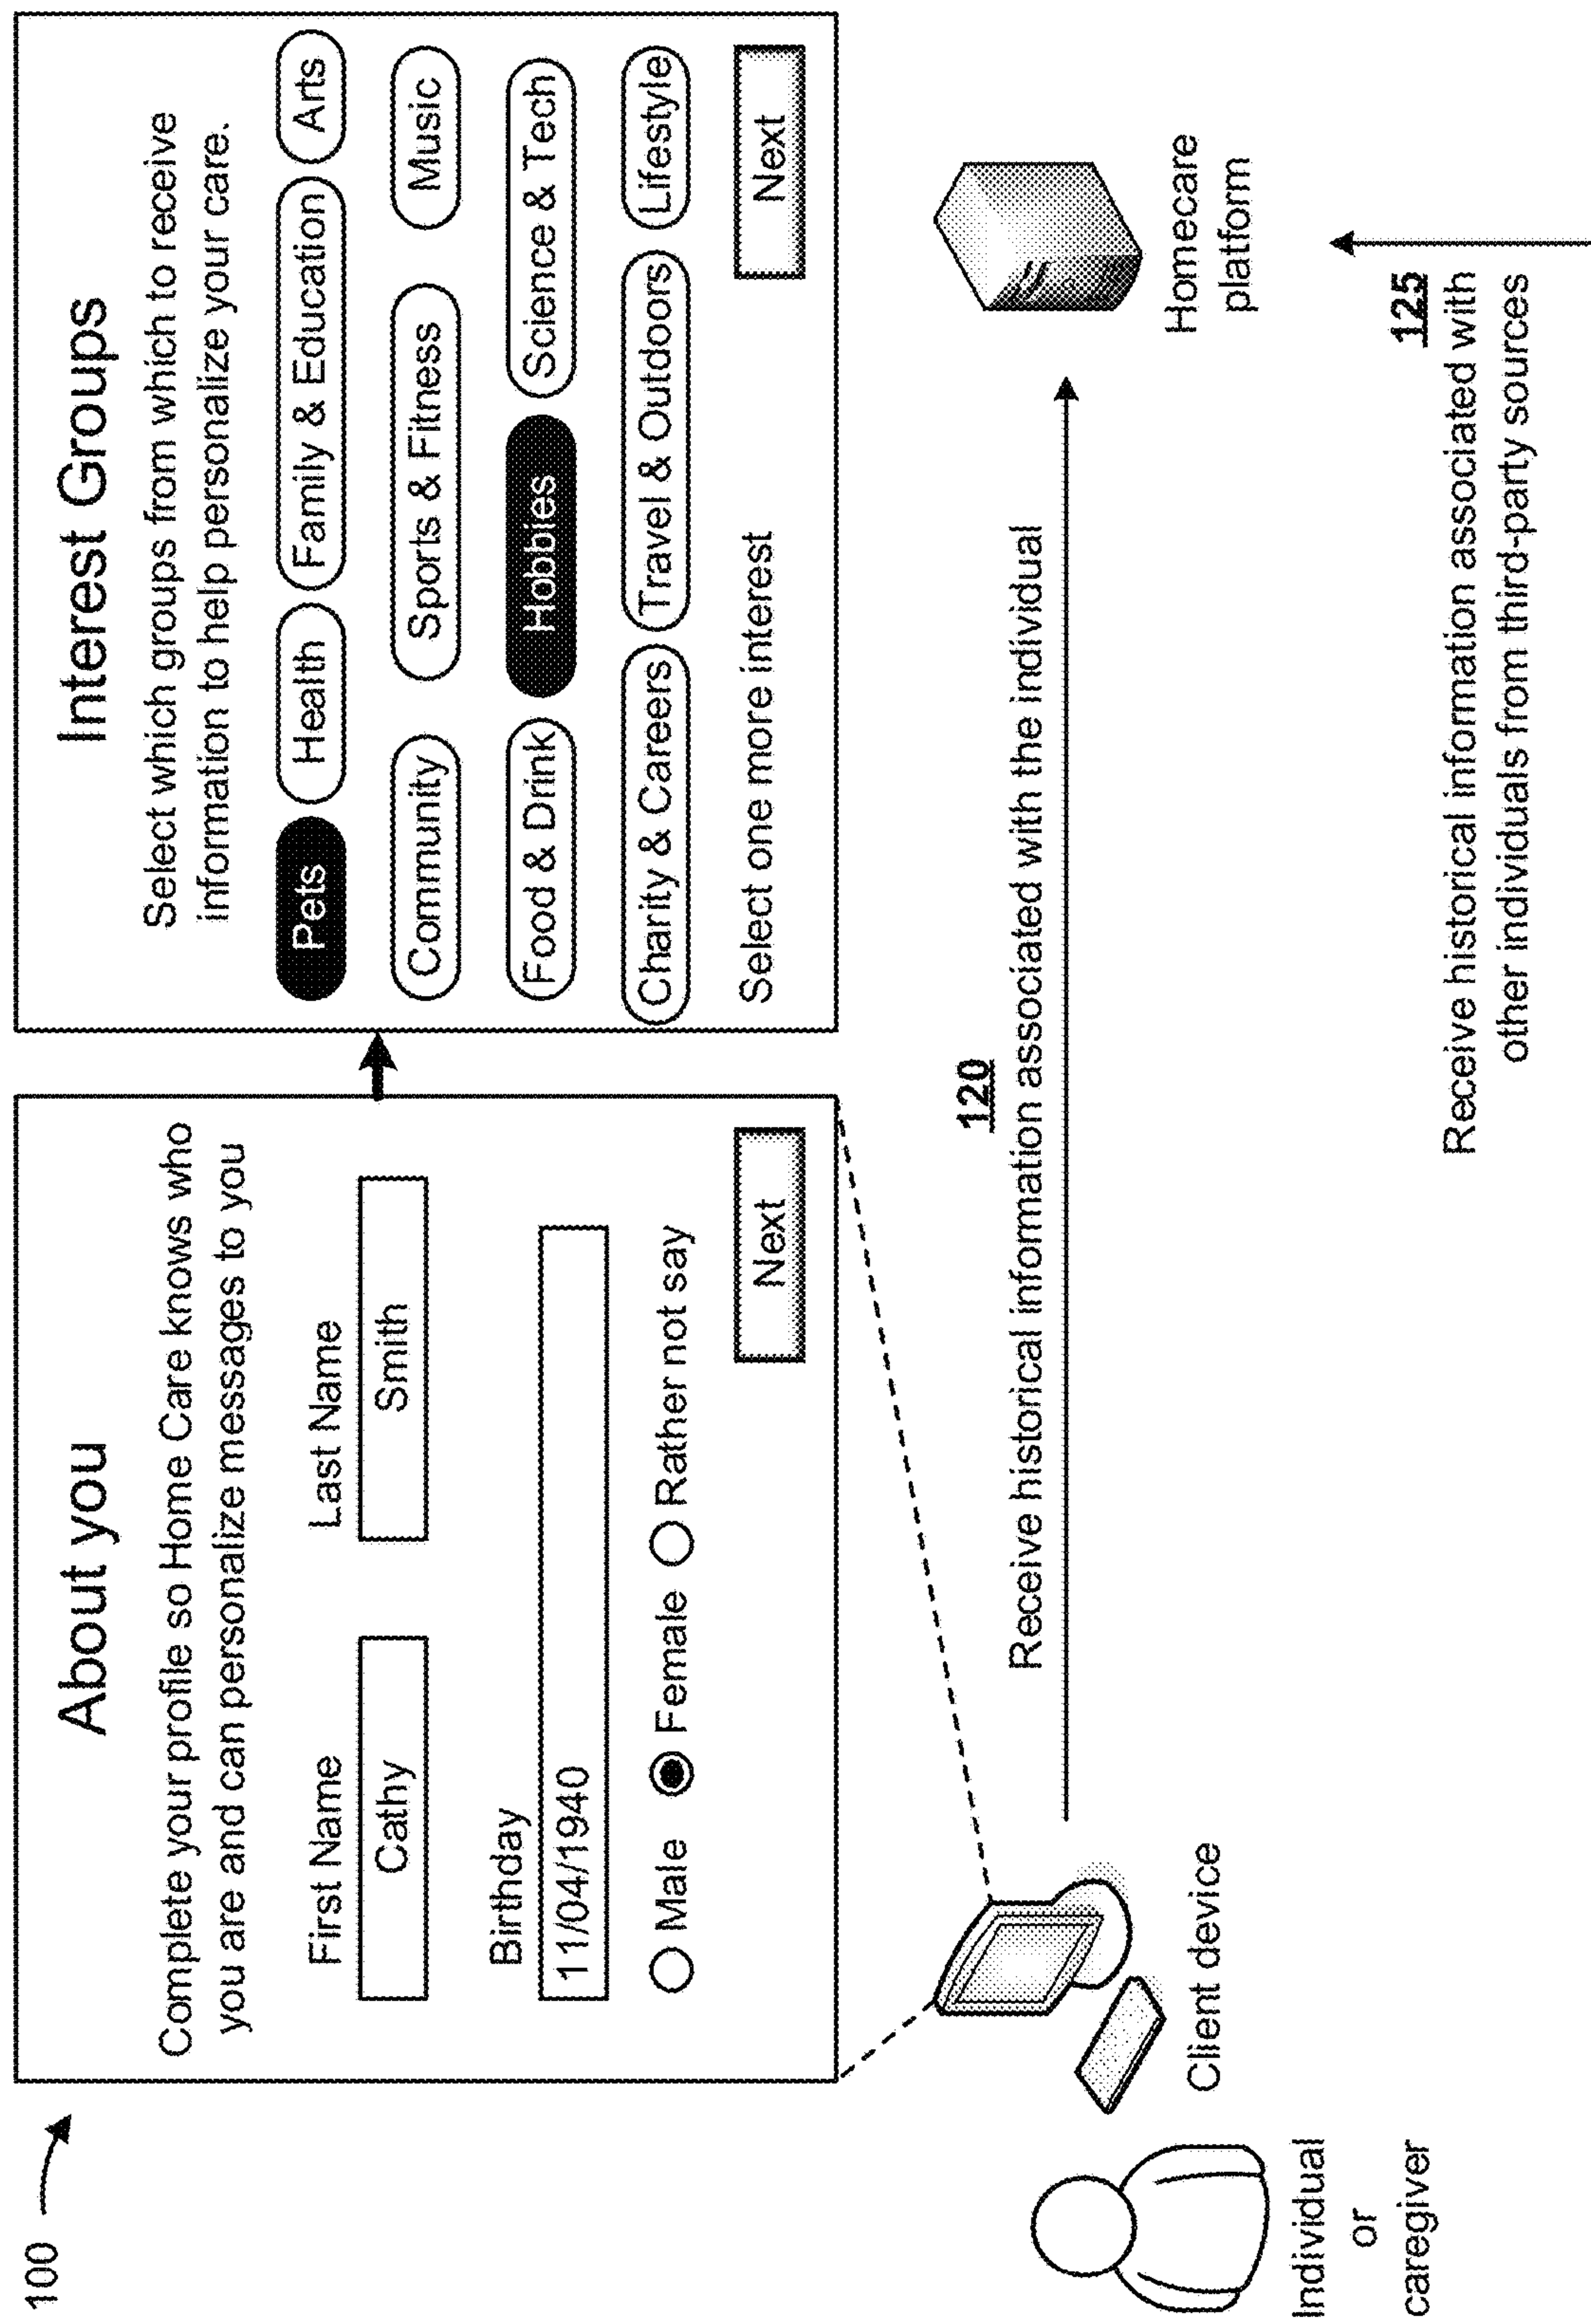 100
About you
Complete your profile so Home Care knows who
you are and can personalize messages to you
First Name
Last Name
Cathy
Smith
Birthday
11/04/1940
Male
Female
Rather not say
Next
Interest Groups
Select which groups from which to receive
information to help personalize your care.
Pets
Health
Family & Education
Arts
Community
Sports & Fitness
Music
Food & Drink
Hobbies
Science & Tech
Charity & Careers
Travel & Outdoors
Lifestyle
Select one more interest
Next
120
Receive historical information associated with the individual
Individual
or
caregiver
Client device
Homecare
platform
125
Receive historical information associated with
other individuals from third-party sources